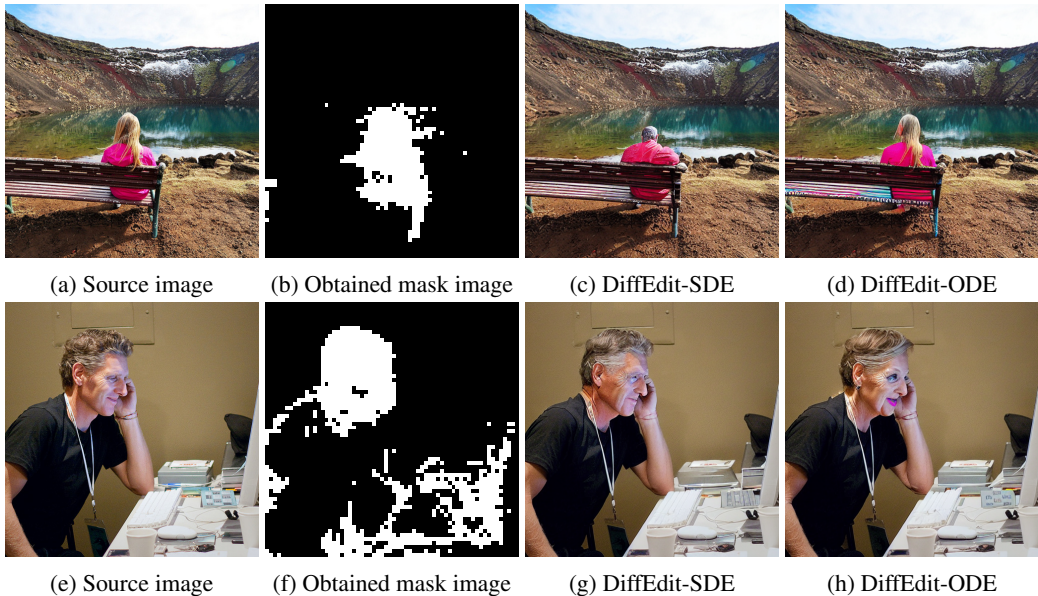 (a) Source image
(b) Obtained mask image
(c) DiffEdit-SDE
(d) DiffEdit-ODE
(e) Source image
(f) Obtained mask image
(g) DiffEdit-SDE
(h) DiffEdit-ODE